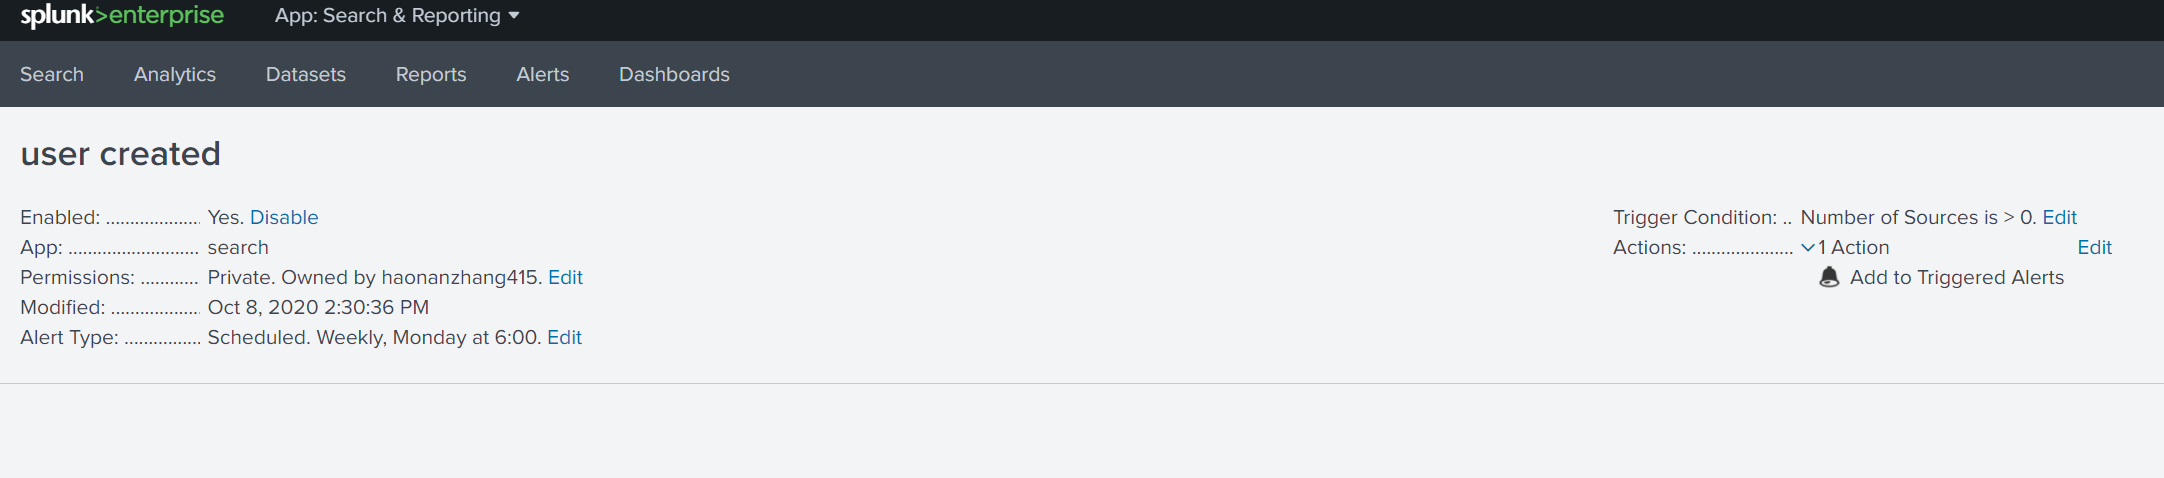 splunk>enterprise App: Search & Reporting
Search Analytics Datasets Reports Alerts Dashboards
user created
Enabled: .................... Yes. Disable
App: ............................ search
Permissions: ............ Private. Owned by haonanzhang415. Edit
Modified: ................... Oct 8, 2020 2:30:36 PM
Alert Type: ................ Scheduled. Weekly, Monday at 6:00. Edit
Trigger Condition: .. Number of Sources is > 0. Edit
Actions: ..................... 1 Action Edit
Add to Triggered Alerts